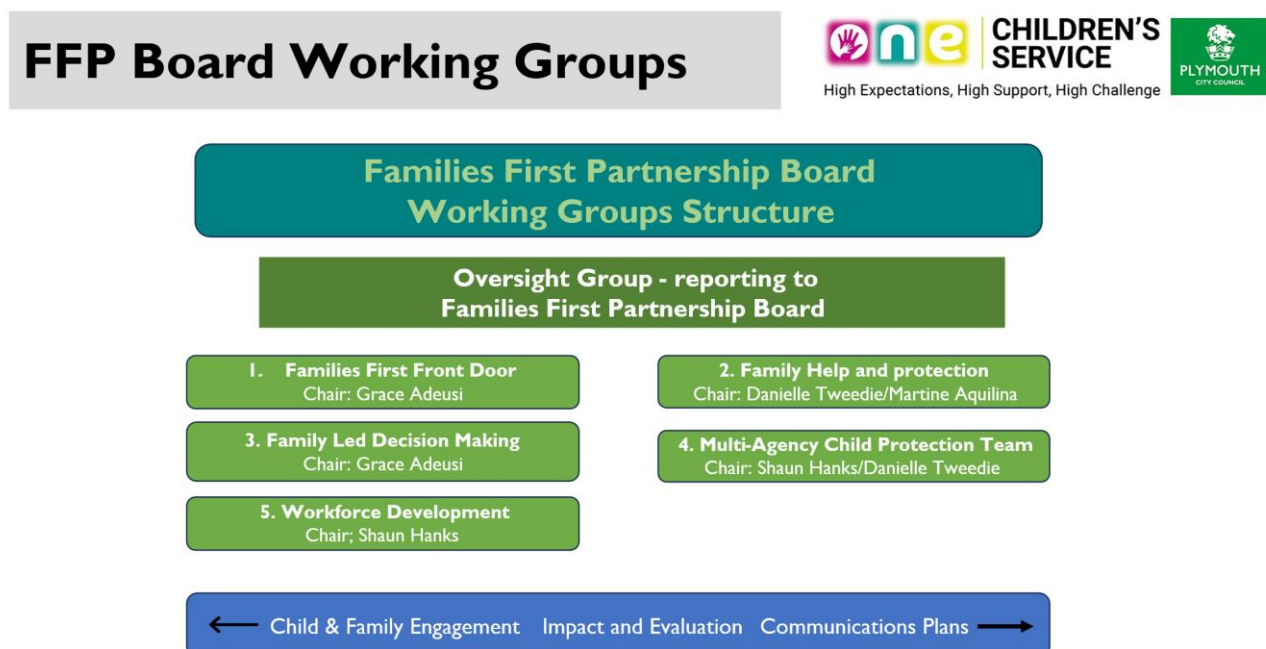 FFP Board Working Groups
one
CHILDREN'S
SERVICE
High Expectations, High Support, High Challenge
PLYMOUTH
CITY COUNCIL
Families First Partnership Board
Working Groups Structure
Oversight Group - reporting to
Families First Partnership Board
1. Families First Front Door
Chair: Grace Adeusi
2. Family Help and protection
Chair: Danielle Tweedie/Martine Aquilina
3. Family Led Decision Making
Chair: Grace Adeusi
4. Multi-Agency Child Protection Team
Chair: Shaun Hanks/Danielle Tweedie
5. Workforce Development
Chair; Shaun Hanks
Child & Family Engagement Impact and Evaluation Communications Plans